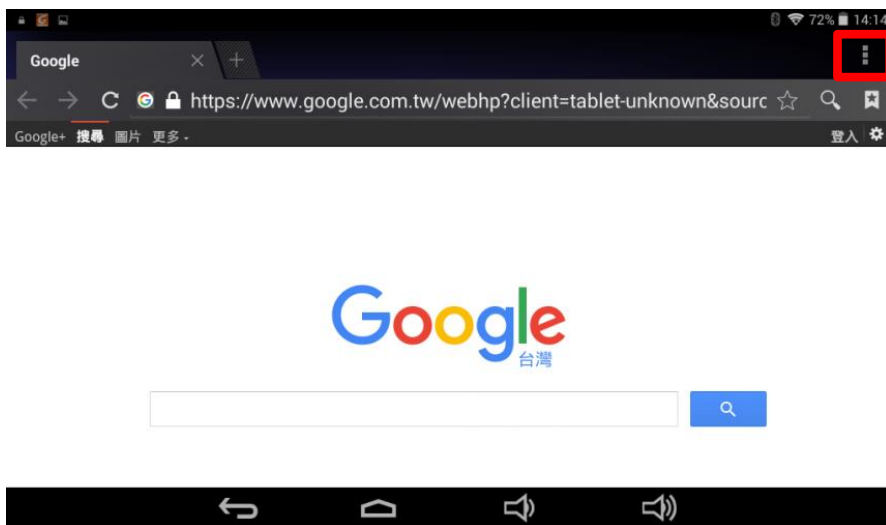 72% 14:14
Google
https://www.google.com.tw/webhp?client=tablet-unknown&sourc
Google+ 搜尋 圖片 更多 登入
Google
台灣